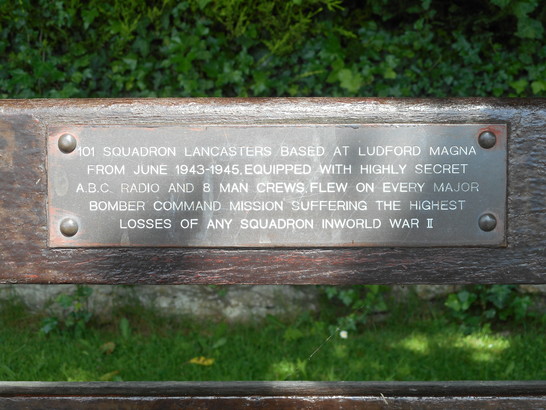 101 SQUADRON LANCASTERS BASED AT LUDFORD MAGNA
FROM JUNE 1943-1945, EQUIPPED WITH HIGHLY SECRET
A.B.C. RADIO AND 8 MAN CREWS, FLEW ON EVERY MAJOR
BOMBER COMMAND MISSION SUFFERING THE HIGHEST
LOSSES OF ANY SQUADRON INWORLD WAR II